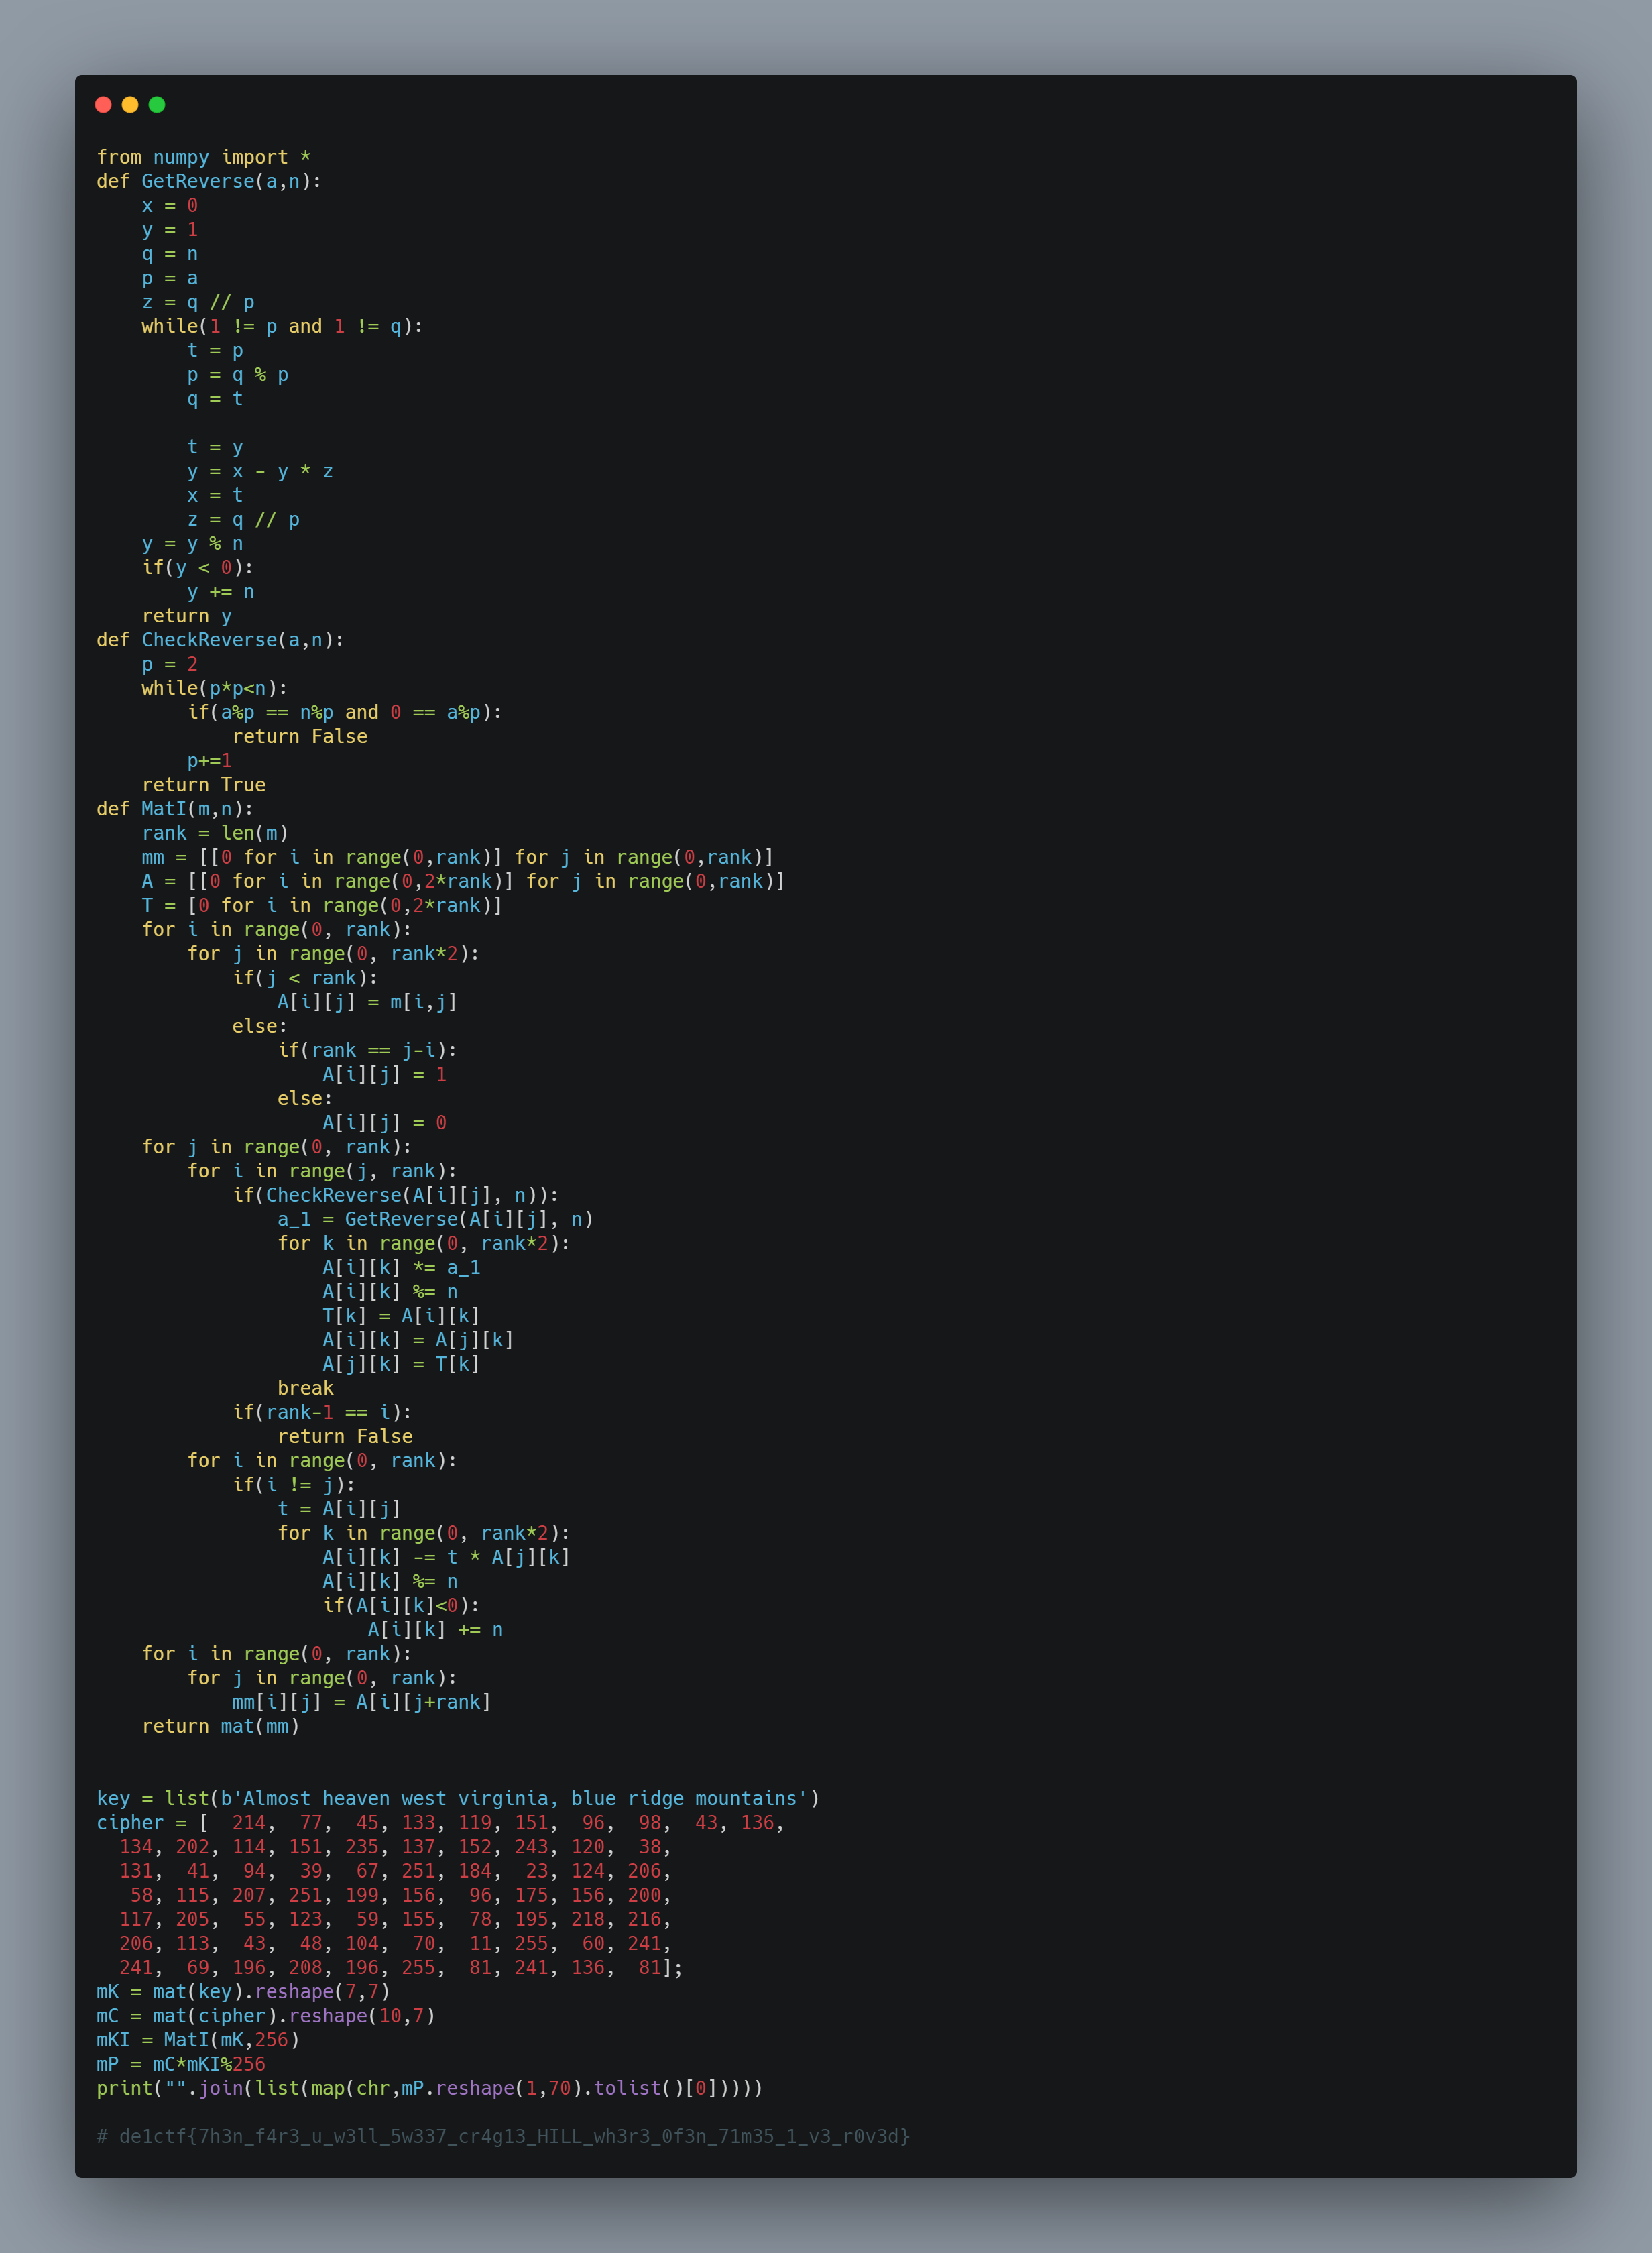 from numpy import *
def GetReverse(a,n):
    x = 0
    y = 1
    q = n
    p = a
    z = q // p
    while(1 != p and 1 != q):
        t = p
        p = q % p
        q = t

        t = y
        y = x - y * z
        x = t
        z = q // p
    y = y % n
    if(y < 0):
        y += n
    return y
def CheckReverse(a,n):
    p = 2
    while(p*p<n):
        if(a%p == n%p and 0 == a%p):
            return False
        p+=1
    return True
def MatI(m,n):
    rank = len(m)
    mm = [[0 for i in range(0,rank)] for j in range(0,rank)]
    A = [[0 for i in range(0,2*rank)] for j in range(0,rank)]
    T = [0 for i in range(0,2*rank)]
    for i in range(0, rank):
        for j in range(0, rank*2):
            if(j < rank):
                A[i][j] = m[i,j]
            else:
                if(rank == j-i):
                    A[i][j] = 1
                else:
                    A[i][j] = 0
    for j in range(0, rank):
        for i in range(j, rank):
            if(CheckReverse(A[i][j], n)):
                a_1 = GetReverse(A[i][j], n)
                for k in range(0, rank*2):
                    A[i][k] *= a_1
                    A[i][k] %= n
                    T[k] = A[i][k]
                    A[i][k] = A[j][k]
                    A[j][k] = T[k]
                break
            if(rank-1 == i):
                return False
        for i in range(0, rank):
            if(i != j):
                t = A[i][j]
                for k in range(0, rank*2):
                    A[i][k] -= t * A[j][k]
                    A[i][k] %= n
                    if(A[i][k]<0):
                        A[i][k] += n
    for i in range(0, rank):
        for j in range(0, rank):
            mm[i][j] = A[i][j+rank]
    return mat(mm)


key = list(b'Almost heaven west virginia, blue ridge mountains')
cipher = [  214,  77,  45, 133, 119, 151,  96,  98,  43, 136,
  134, 202, 114, 151, 235, 137, 152, 243, 120,  38,
  131,  41,  94,  39,  67, 251, 184,  23, 124, 206,
   58, 115, 207, 251, 199, 156,  96, 175, 156, 200,
  117, 205,  55, 123,  59, 155,  78, 195, 218, 216,
  206, 113,  43,  48, 104,  70,  11, 255,  60, 241,
  241,  69, 196, 208, 196, 255,  81, 241, 136,  81];
mK = mat(key).reshape(7,7)
mC = mat(cipher).reshape(10,7)
mKI = MatI(mK,256)
mP = mC*mKI%256
print("".join(list(map(chr,mP.reshape(1,70).tolist()[0]))))

# de1ctf{7h3n_f4r3_u_w3ll_5w337_cr4g13_HILL_wh3r3_0f3n_71m35_1_v3_r0v3d}